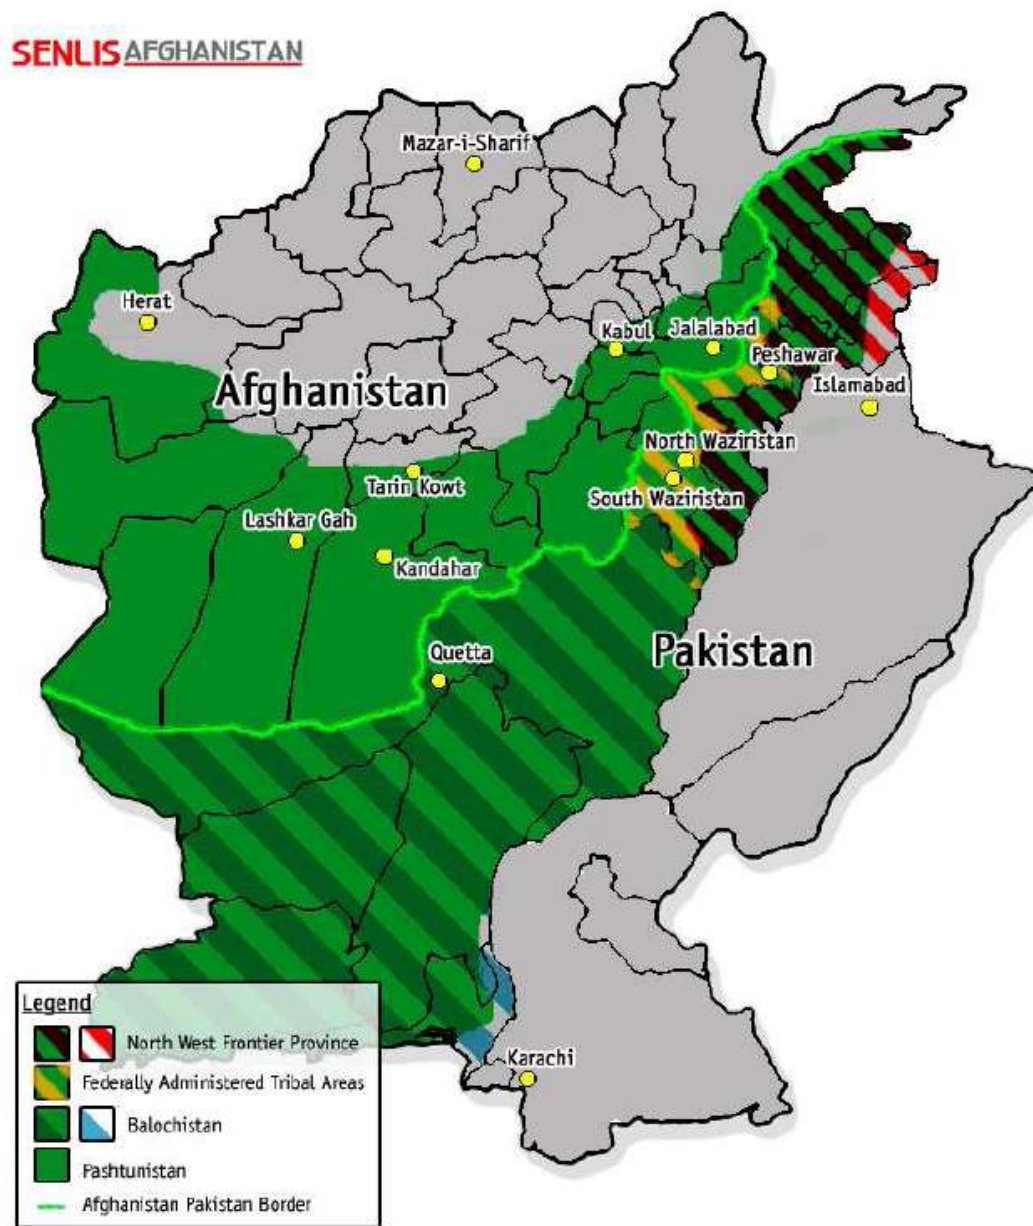 SENLIS AFGHANISTAN
Mazar-i-Sharif
Herat
Kabul
Jalalabad
Peshawar
Islamabad
Afghanistan
North Waziristan
Tarin Kowt
South Waziristan
Lashkar Gah
Kandahar
Quetta
Pakistan
Karachi
Legend
North West Frontier Province
Federally Administered Tribal Areas
Balochistan
Pashtunistan
Afghanistan Pakistan Border